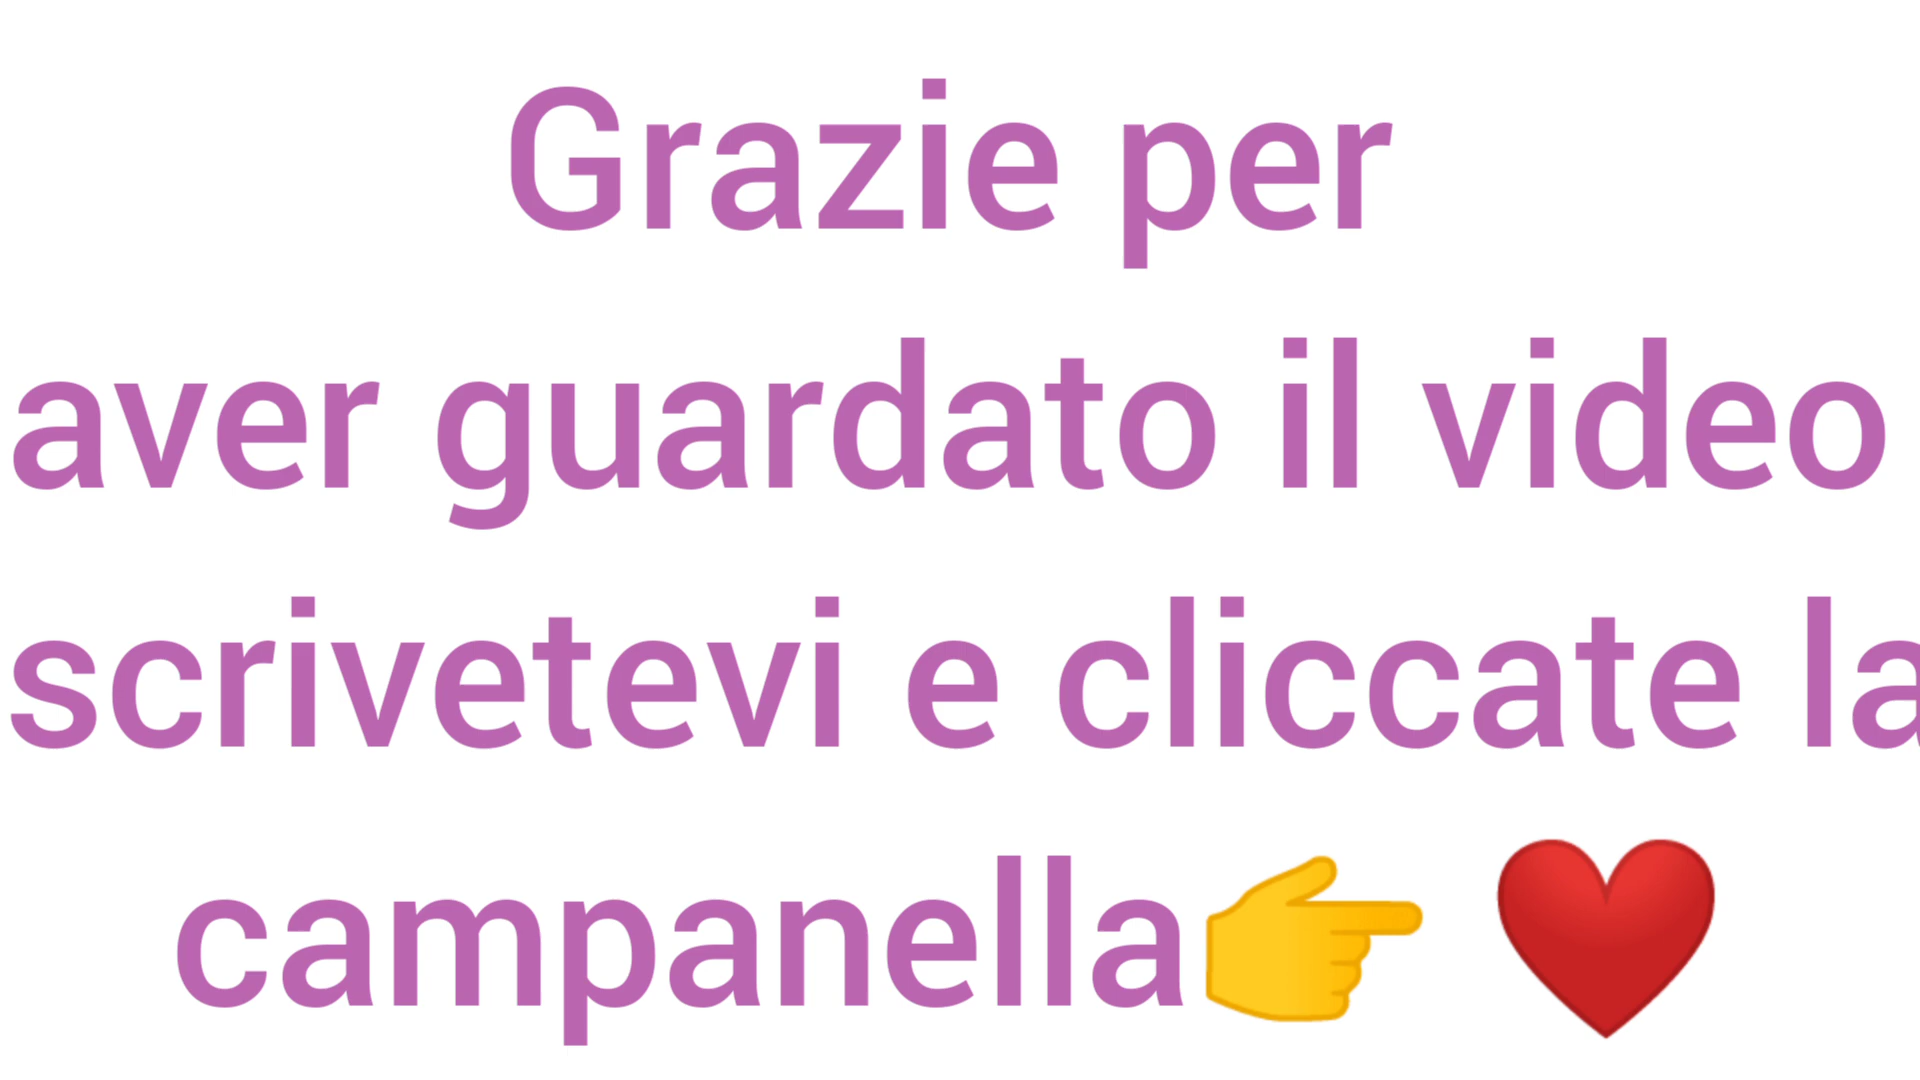 Grazie per
aver guardato il video
scrivetevi e cliccate la
campanella👉 ❤️